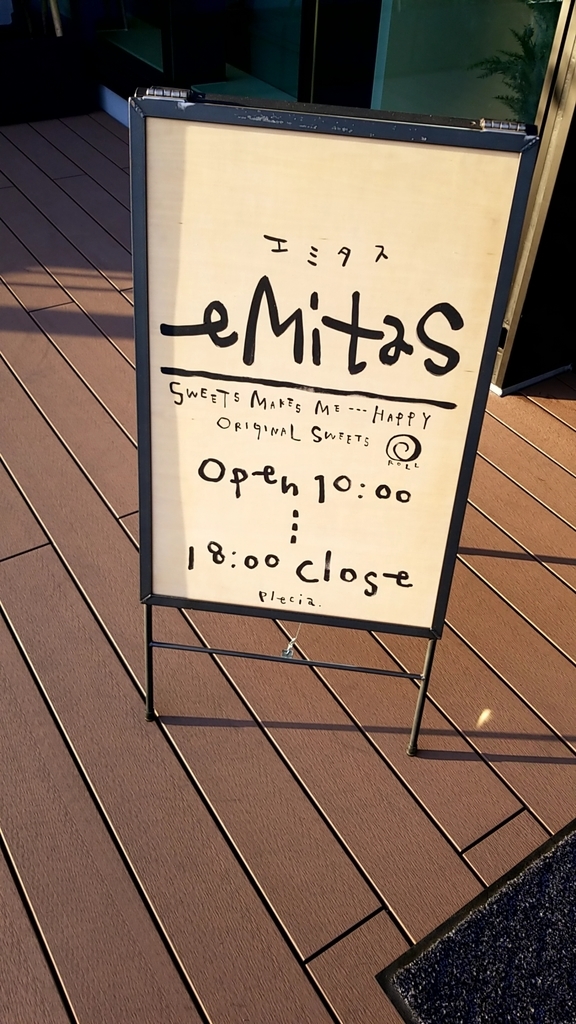 エミタス
eMitaS
SWEETS MAKES ME --- HAPPY
ORIGINAL SWEETS
ROLL
Open 10:00
18:00 close
Plecia.